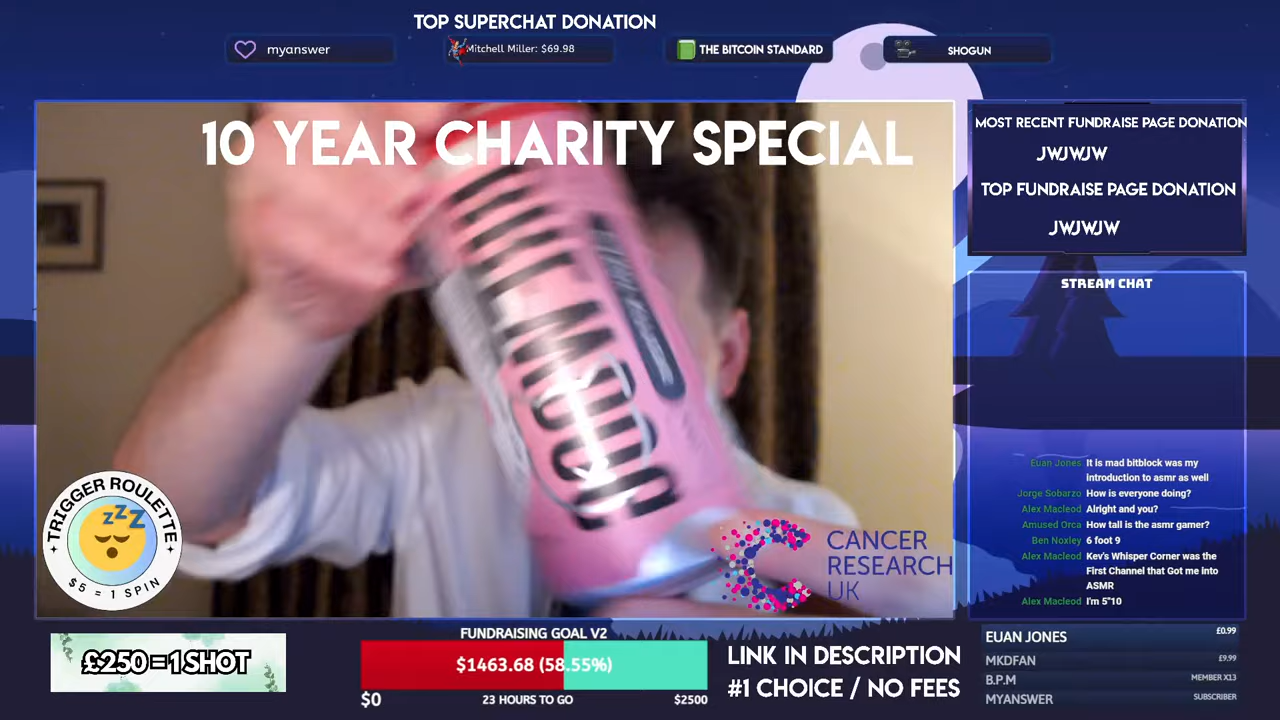 TOP SUPERCHAT DONATION
myanswer
Mitchell Miller: $69.98
THE BITCOIN STANDARD
SHOGUN
10 YEAR CHARITY SPECIAL
MOST RECENT FUNDRAISE PAGE DONATION
JWJWJW
TOP FUNDRAISE PAGE DONATION
JWJWJW
STREAM CHAT
Euan Jones It is mad bitblock was my
introduction to asmr as well
Jorge Sobarzo How is everyone doing?
Alex Macleod Alright and you?
Amused Orca How tall is the asmr gamer?
Ben Noxley 6 foot 9
Alex Macleod Kev's Whisper Corner was the
First Channel that Got me into
ASMR
Alex Macleod I'm 5"10
TRIGGER ROULETTE
zzz
$5 = 1 SPIN
CANCER
RESEARCH
UK
£250 = 1 SHOT
FUNDRAISING GOAL V2
$1463.68 (58.55%)
$0
23 HOURS TO GO
$2500
LINK IN DESCRIPTION
#1 CHOICE / NO FEES
EUAN JONES £0.99
MKDFAN £9.99
B.P.M MEMBER X13
MYANSWER SUBSCRIBER